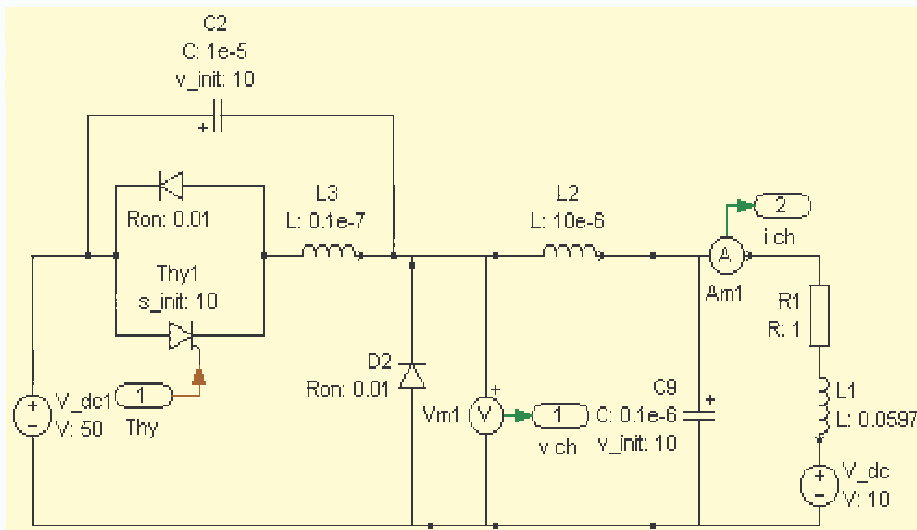 C2
C: 1e-5
v_init: 10
+
Ron: 0.01
L3
L: 0.1e-7
L2
L: 10e-6
2
i ch
A
Am1
Thy1
s_init: 10
R1
R: 1
D2
Ron: 0.01
V_dc1
V: 50
+
-
1
Thy
+
V
Vm1
1
v ch
C9
C: 0.1e-6
v_init: 10
+
L1
L: 0.0597
V_dc
V: 10
+
-